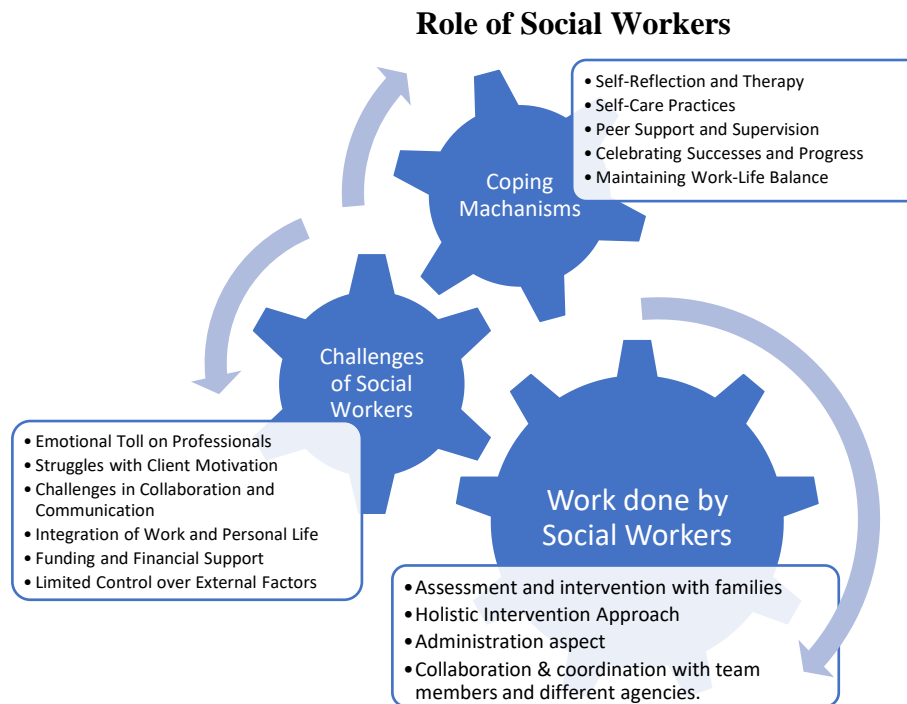 Role of Social Workers
• Self-Reflection and Therapy
• Self-Care Practices
• Peer Support and Supervision
• Celebrating Successes and Progress
• Maintaining Work-Life Balance
Coping
Machanisms
Challenges
of Social
Workers
• Emotional Toll on Professionals
• Struggles with Client Motivation
• Challenges in Collaboration and
Communication
• Integration of Work and Personal Life
• Funding and Financial Support
• Limited Control over External Factors
Work done by
Social Workers
• Assessment and intervention with families
• Holistic Intervention Approach
• Administration aspect
• Collaboration & coordination with team
members and different agencies.